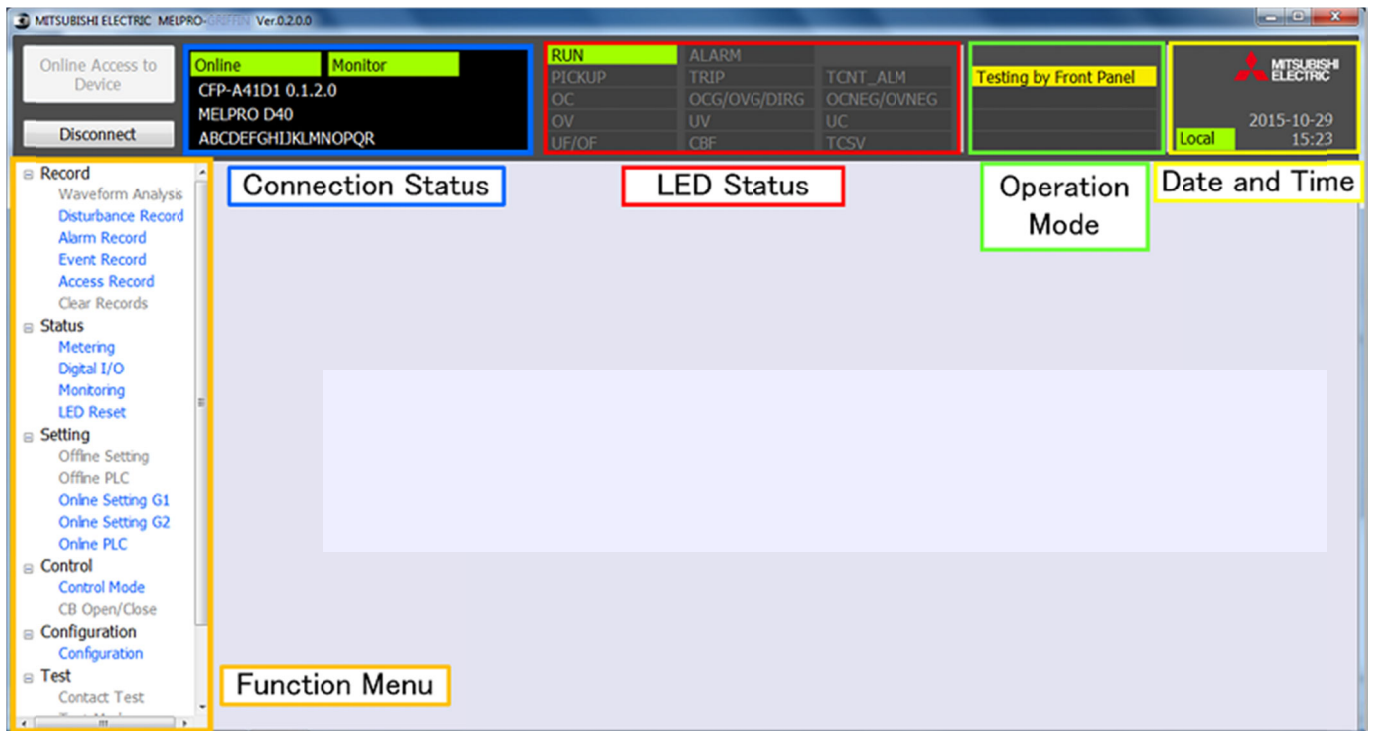 MITSUBISHI ELECTRIC MELPRO-GRIFFIN Ver.0.2.0.0
Online Access to
Device
Disconnect
Online Monitor
CFP-A41D1 0.1.2.0
MELPRO D40
ABCDEFGHIJKLMNOPQR
RUN ALARM
PICKUP TRIP TCNT_ALM
OC OCG/OVG/DIRG OCNEG/OVNEG
OV UV UC
UF/OF CBF TCSV
Testing by Front Panel
MITSUBISHI
ELECTRIC
2015-10-29
Local 15:23
Connection Status
LED Status
Operation
Mode
Date and Time
Record
Waveform Analysis
Disturbance Record
Alarm Record
Event Record
Access Record
Clear Records
Status
Metering
Digital I/O
Monitoring
LED Reset
Setting
Offline Setting
Offline PLC
Online Setting G1
Online Setting G2
Online PLC
Control
Control Mode
CB Open/Close
Configuration
Configuration
Test
Contact Test
Function Menu